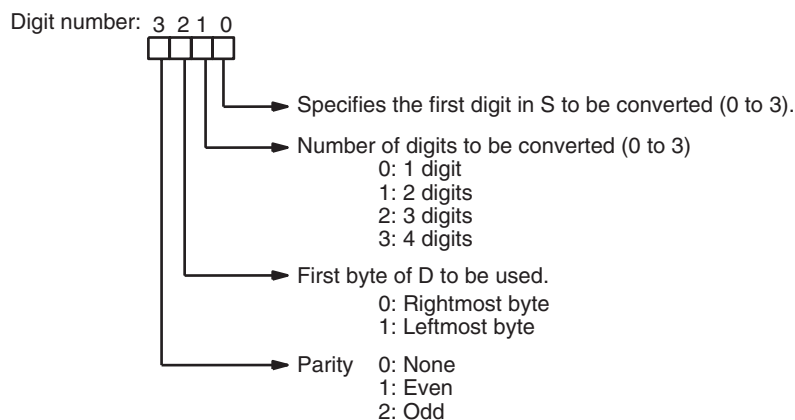 Digit number: 3 2 1 0
Specifies the first digit in S to be converted (0 to 3).
Number of digits to be converted (0 to 3)
0: 1 digit
1: 2 digits
2: 3 digits
3: 4 digits
First byte of D to be used.
0: Rightmost byte
1: Leftmost byte
Parity 0: None
1: Even
2: Odd